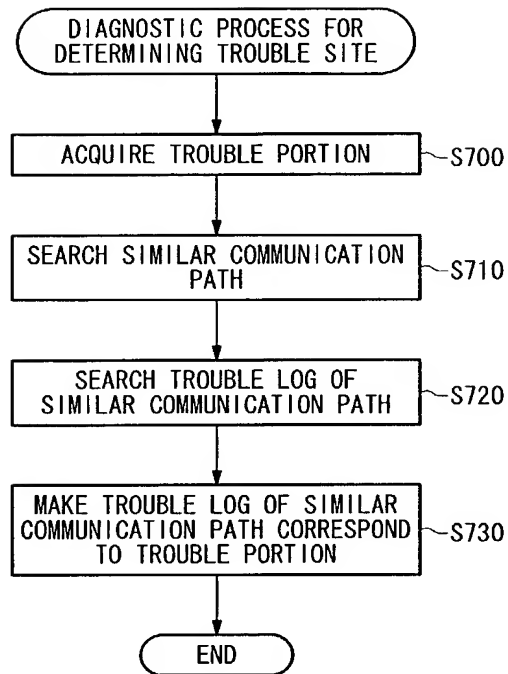 DIAGNOSTIC PROCESS FOR
DETERMINING TROUBLE SITE
ACQUIRE TROUBLE PORTION
S700
SEARCH SIMILAR COMMUNICATION
PATH
S710
SEARCH TROUBLE LOG OF
SIMILAR COMMUNICATION PATH
S720
MAKE TROUBLE LOG OF SIMILAR
COMMUNICATION PATH CORRESPOND
TO TROUBLE PORTION
S730
END